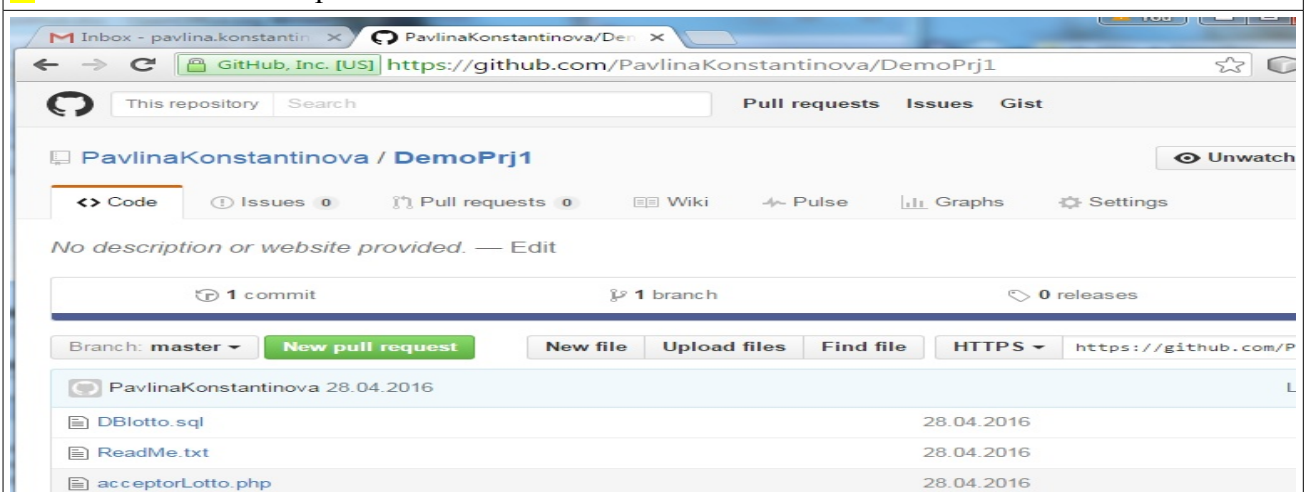 Inbox - pavlina.konstantin PavlinaKonstantinova/Den
GitHub, Inc. [US] https://github.com/PavlinaKonstantinova/DemoPrj1
This repository Search Pull requests Issues Gist
PavlinaKonstantinova / DemoPrj1 Unwatch
Code Issues 0 Pull requests 0 Wiki Pulse Graphs Settings
No description or website provided. — Edit
1 commit 1 branch 0 releases
Branch: master New pull request New file Upload files Find file HTTPS https://github.com/P
PavlinaKonstantinova 28.04.2016 L
DBlotto.sql 28.04.2016
ReadMe.txt 28.04.2016
acceptorLotto.php 28.04.2016